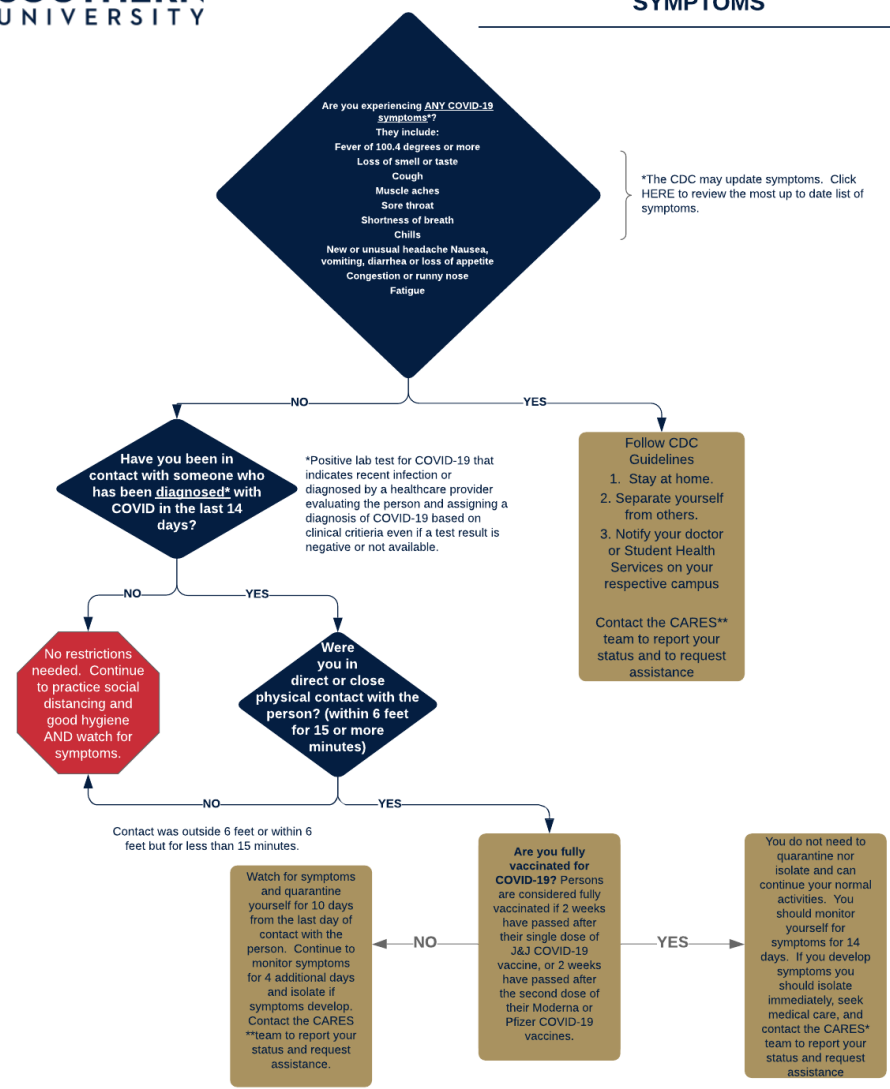 UNIVERSITY
SYMPTOMS
Are you experiencing ANY COVID-19
symptoms*?
They include:
Fever of 100.4 degrees or more
Loss of smell or taste
Cough
Muscle aches
Sore throat
Shortness of breath
Chills
New or unusual headache Nausea,
vomiting, diarrhea or loss of appetite
Congestion or runny nose
Fatigue
*The CDC may update symptoms.  Click
HERE to review the most up to date list of
symptoms.
NO
YES
Have you been in
contact with someone who
has been diagnosed* with
COVID in the last 14
days?
*Positive lab test for COVID-19 that
indicates recent infection or
diagnosed by a healthcare provider
evaluating the person and assigning a
diagnosis of COVID-19 based on
clinical critieria even if a test result is
negative or not available.
Follow CDC
Guidelines
1.  Stay at home.
2. Separate yourself
from others.
3. Notify your doctor
or Student Health
Services on your
respective campus
Contact the CARES**
team to report your
status and to request
assistance
NO
YES
No restrictions
needed.  Continue
to practice social
distancing and
good hygiene
AND watch for
symptoms.
Were
you in
direct or close
physical contact with the
person? (within 6 feet
for 15 or more
minutes)
NO
YES
Contact was outside 6 feet or within 6
feet but for less than 15 minutes.
Watch for symptoms
and quarantine
yourself for 10 days
from the last day of
contact with the
person.  Continue to
monitor symptoms
for 4 additional days
and isolate if
symptoms develop.
Contact the CARES
**team to report your
status and request
assistance.
NO
Are you fully
vaccinated for
COVID-19? Persons
are considered fully
vaccinated if 2 weeks
have passed after
their single dose of
J&J COVID-19
vaccine, or 2 weeks
have passed after
the second dose of
their Moderna or
Pfizer COVID-19
vaccines.
YES
You do not need to
quarantine nor
isolate and can
continue your normal
activities.  You
should monitor
yourself for
symptoms for 14
days.  If you develop
symptoms you
should isolate
immediately, seek
medical care, and
contact the CARES*
team to report your
status and request
assistance